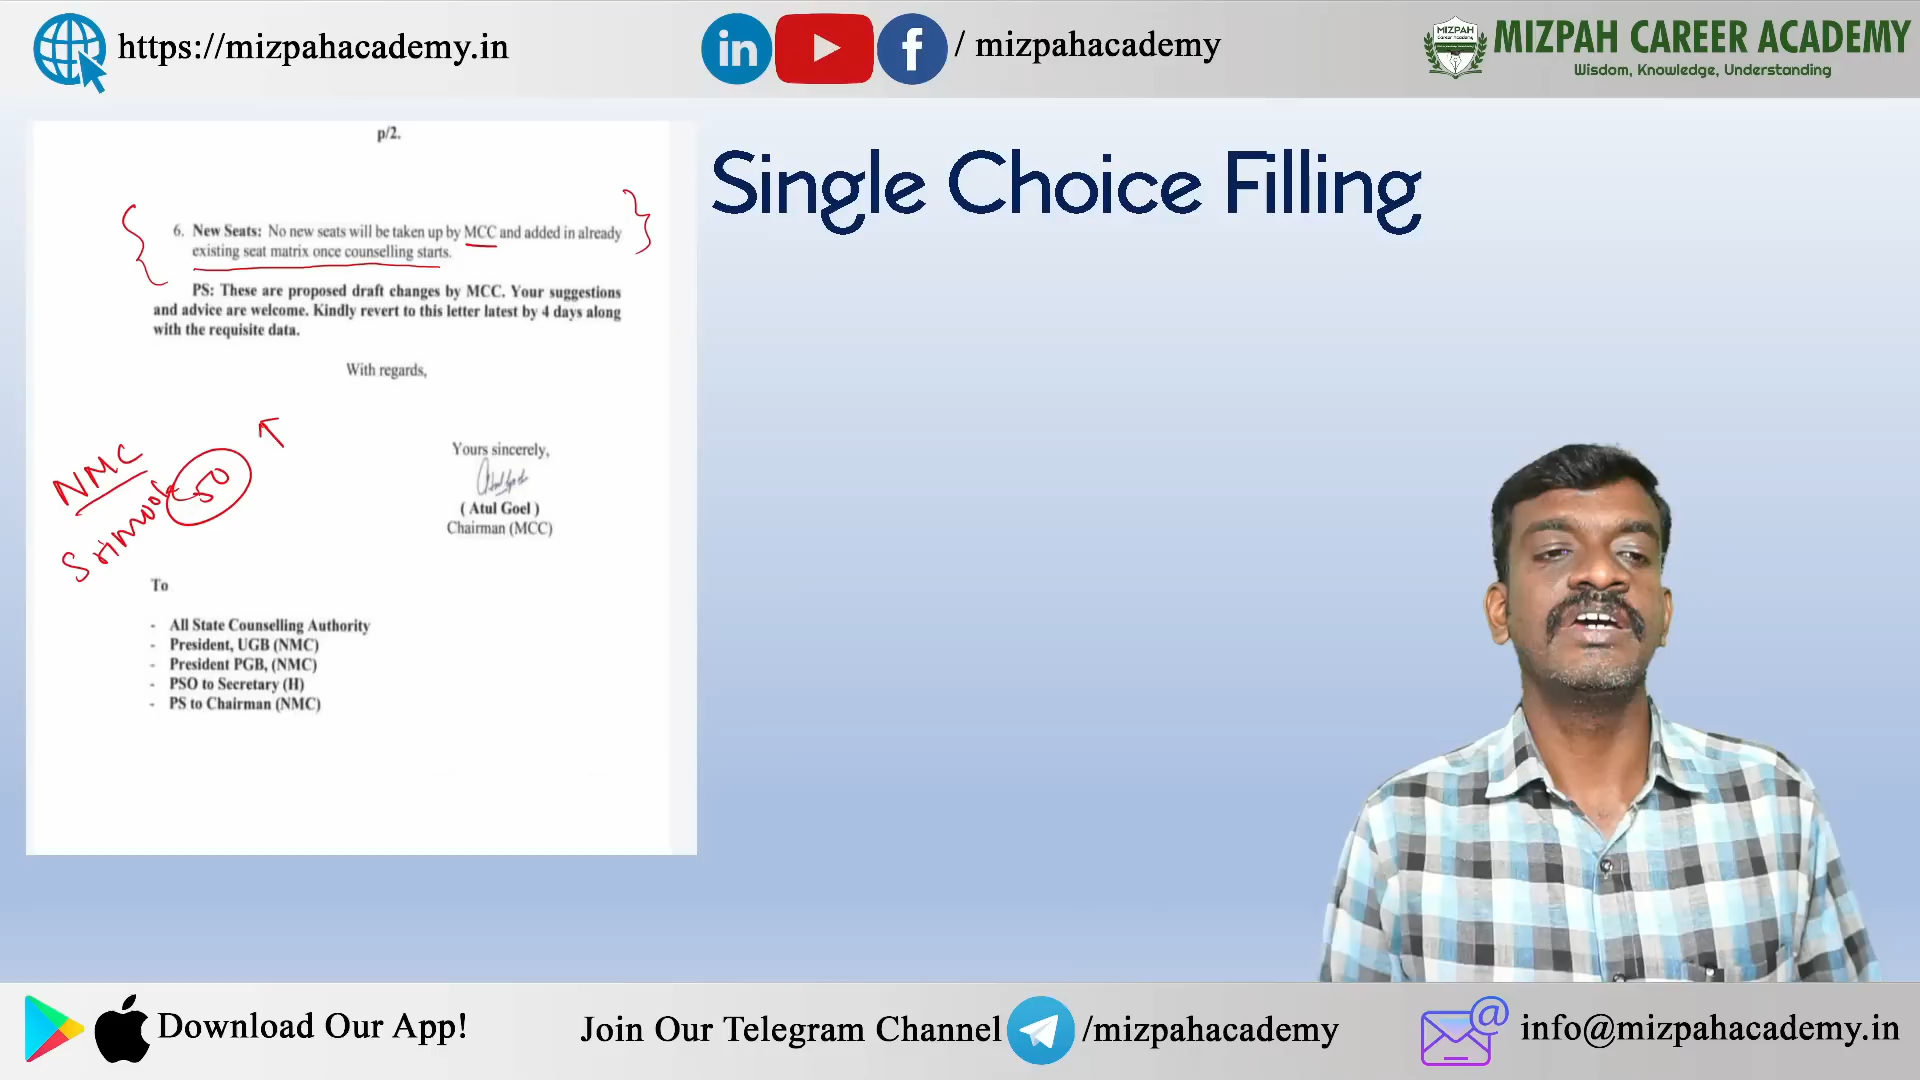 https://mizpahacademy.in
in f / mizpahacademy
MIZPAH Career Academy
MIZPAH CAREER ACADEMY
Wisdom, Knowledge, Understanding
Single Choice Filling
p/2.
6. New Seats: No new seats will be taken up by MCC and added in already
existing seat matrix once counselling starts.
PS: These are proposed draft changes by MCC. Your suggestions
and advice are welcome. Kindly revert to this letter latest by 4 days along
with the requisite data.
With regards,
Yours sincerely,
( Atul Goel )
Chairman (MCC)
NMC
50
To
- All State Counselling Authority
- President, UGB (NMC)
- President PGB, (NMC)
- PSO to Secretary (H)
- PS to Chairman (NMC)
Download Our App!
Join Our Telegram Channel /mizpahacademy
@ info@mizpahacademy.in